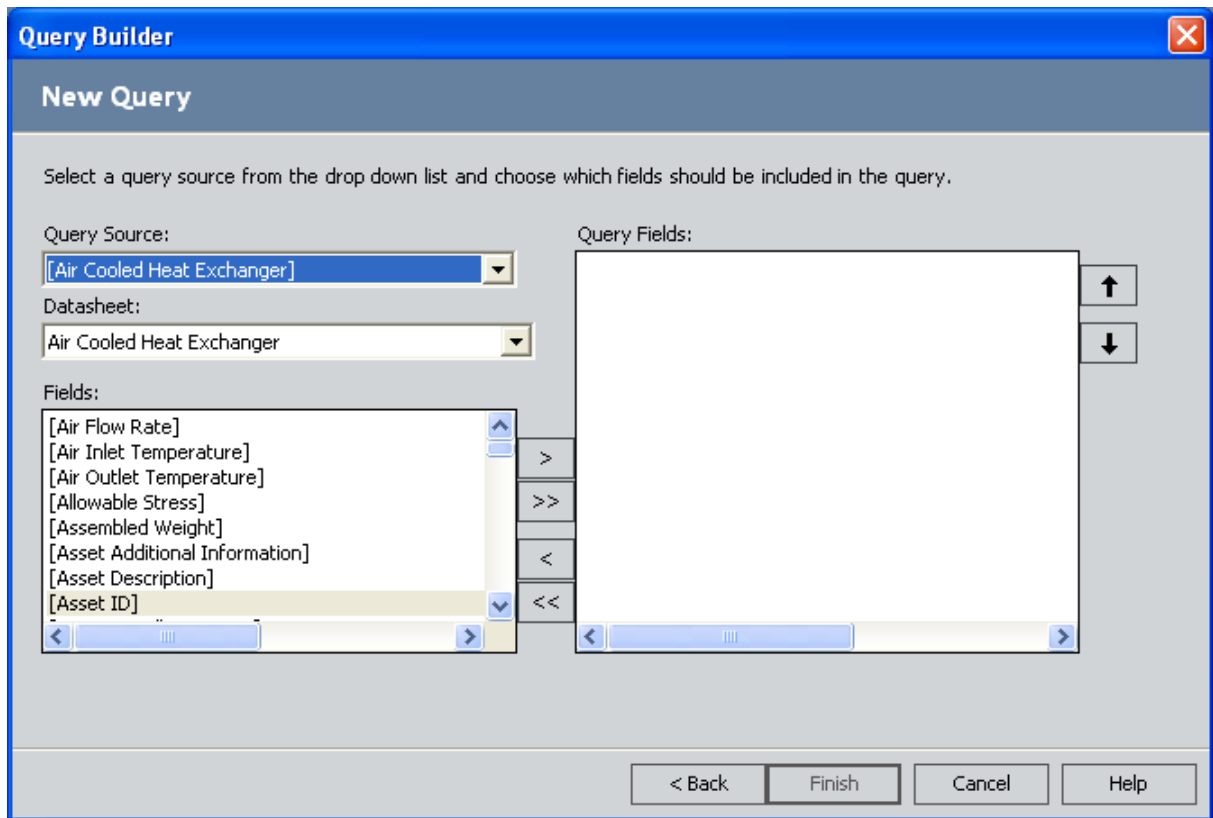 Query Builder
New Query
Select a query source from the drop down list and choose which fields should be included in the query.
Query Source:
[Air Cooled Heat Exchanger]
Datasheet:
Air Cooled Heat Exchanger
Fields:
[Air Flow Rate]
[Air Inlet Temperature]
[Air Outlet Temperature]
[Allowable Stress]
[Assembled Weight]
[Asset Additional Information]
[Asset Description]
[Asset ID]
>
>>
<
<<
Query Fields:
< Back
Finish
Cancel
Help